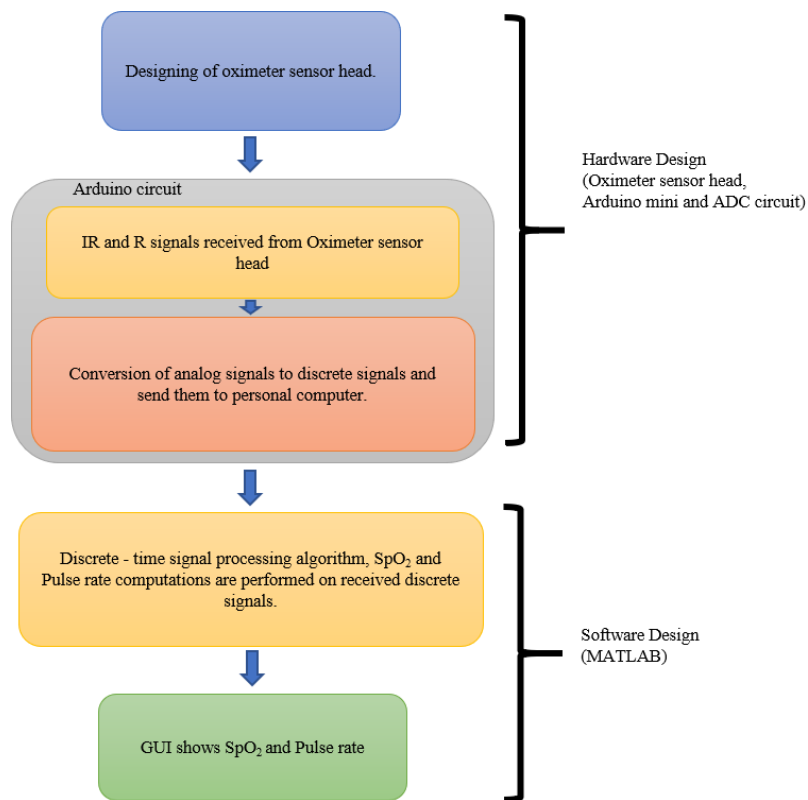 Designing of oximeter sensor head.
Arduino circuit
IR and R signals received from Oximeter sensor
head
Conversion of analog signals to discrete signals and
send them to personal computer.
Hardware Design
(Oximeter sensor head,
Arduino mini and ADC circuit)
Discrete - time signal processing algorithm, SpO₂ and
Pulse rate computations are performed on received discrete
signals.
GUI shows SpO₂ and Pulse rate
Software Design
(MATLAB)